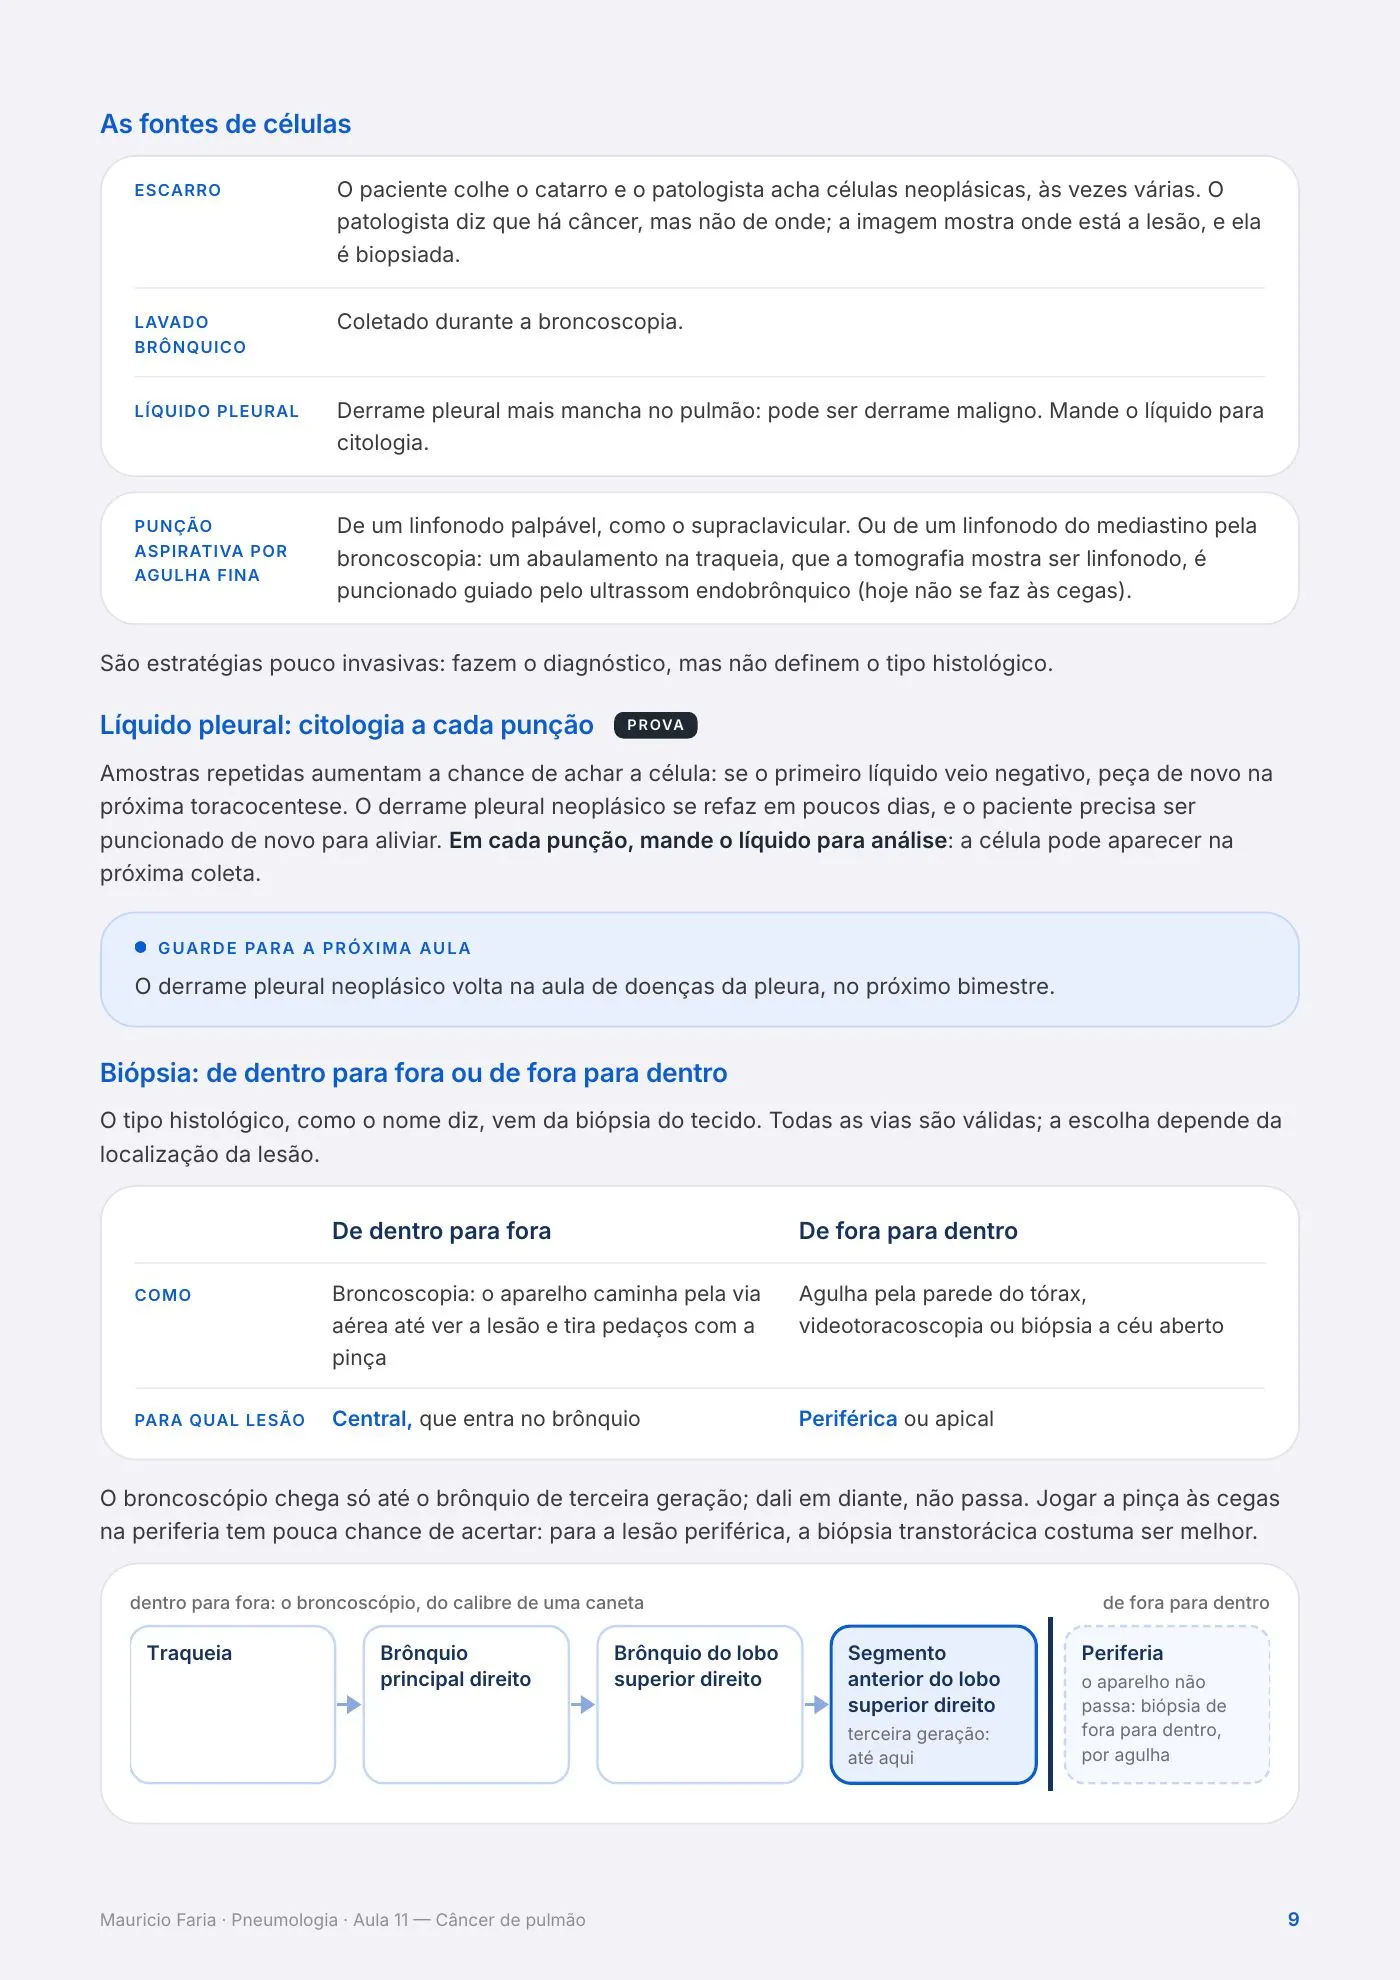 As fontes de células
ESCARRO
O paciente colhe o catarro e o patologista acha células neoplásicas, às vezes várias. O
patologista diz que há câncer, mas não de onde; a imagem mostra onde está a lesão, e ela
é biopsiada.
LAVADO
BRÔNQUICO
Coletado durante a broncoscopia.
LÍQUIDO PLEURAL
Derrame pleural mais mancha no pulmão: pode ser derrame maligno. Mande o líquido para
citologia.
PUNÇÃO
ASPIRATIVA POR
AGULHA FINA
De um linfonodo palpável, como o supraclavicular. Ou de um linfonodo do mediastino pela
broncoscopia: um abaulamento na traqueia, que a tomografia mostra ser linfonodo, é
puncionado guiado pelo ultrassom endobrônquico (hoje não se faz às cegas).
São estratégias pouco invasivas: fazem o diagnóstico, mas não definem o tipo histológico.
Líquido pleural: citologia a cada punção PROVA
Amostras repetidas aumentam a chance de achar a célula: se o primeiro líquido veio negativo, peça de novo na
próxima toracocentese. O derrame pleural neoplásico se refaz em poucos dias, e o paciente precisa ser
puncionado de novo para aliviar. Em cada punção, mande o líquido para análise: a célula pode aparecer na
próxima coleta.
GUARDE PARA A PRÓXIMA AULA
O derrame pleural neoplásico volta na aula de doenças da pleura, no próximo bimestre.
Biópsia: de dentro para fora ou de fora para dentro
O tipo histológico, como o nome diz, vem da biópsia do tecido. Todas as vias são válidas; a escolha depende da
localização da lesão.
De dentro para fora
De fora para dentro
COMO
Broncoscopia: o aparelho caminha pela via
aérea até ver a lesão e tira pedaços com a
pinça
Agulha pela parede do tórax,
videotoracoscopia ou biópsia a céu aberto
PARA QUAL LESÃO
Central, que entra no brônquio
Periférica ou apical
O broncoscópio chega só até o brônquio de terceira geração; dali em diante, não passa. Jogar a pinça às cegas
na periferia tem pouca chance de acertar: para a lesão periférica, a biópsia transtorácica costuma ser melhor.
dentro para fora: o broncoscópio, do calibre de uma caneta
de fora para dentro
Traqueia
Brônquio
principal direito
Brônquio do lobo
superior direito
Segmento
anterior do lobo
superior direito
terceira geração:
até aqui
Periferia
o aparelho não
passa: biópsia de
fora para dentro,
por agulha
Mauricio Faria · Pneumologia · Aula 11 — Câncer de pulmão
9